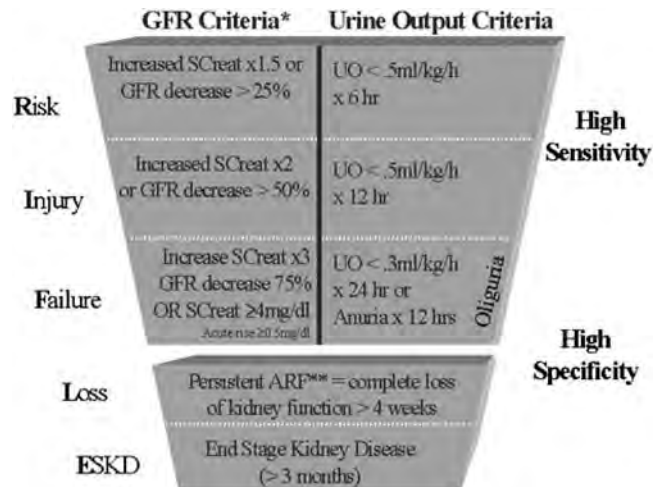 GFR Criteria* Urine Output Criteria
Risk
Increased SCreat x1.5 or
GFR decrease > 25%
UO < .5ml/kg/h
x 6 hr
High
Sensitivity
Injury
Increased SCreat x2
or GFR decrease > 50%
UO < .5ml/kg/h
x 12 hr
Failure
Increase SCreat x3
GFR decrease 75%
OR SCreat ≥4mg/dl
Acute rise ≥0.5mg/dl
UO < .3ml/kg/h
x 24 hr or
Anuria x 12 hrs
Oliguria
High
Specificity
Loss
Persistent ARF** = complete loss
of kidney function > 4 weeks
ESKD
End Stage Kidney Disease
(> 3 months)